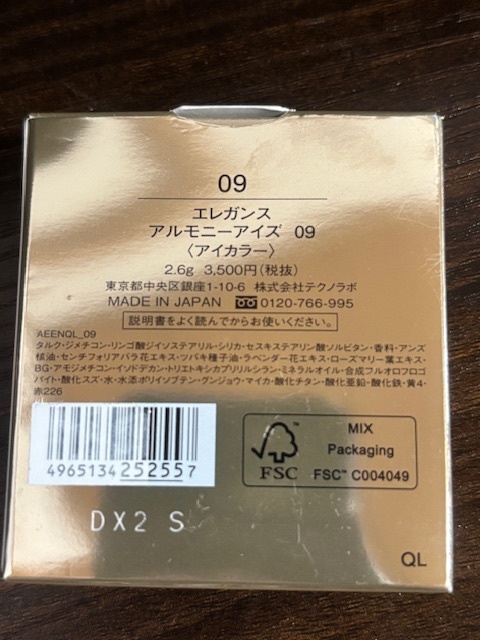 09
エレガンス
アルモニーアイズ 09
〈アイカラー〉
2.6g 3,500円(税抜)
東京都中央区銀座1-10-6 株式会社テクノラボ
MADE IN JAPAN 0120-766-995
説明書をよく読んでからお使いください。
AEENQL_09
タルク・ジメチコン・リンゴ酸ジイソステアリル・シリカ・セスキステアリン酸ソルビタン・香料・アンズ
核油・センチフォリアバラ花エキス・ツバキ種子油・ラベンダー花エキス・ローズマリー葉エキス・
BG・アモジメチコン・イソドデカン・トリエトキシカプリリルシラン・ミネラルオイル・合成フルオロフロゴ
パイト・酸化スズ・水・水添ポリイソブテン・グンジョウ・マイカ・酸化チタン・酸化亜鉛・酸化鉄・黄4・
赤226
4965134252557
FSC
MIX
Packaging
FSC™ C004049
DX2 S
QL